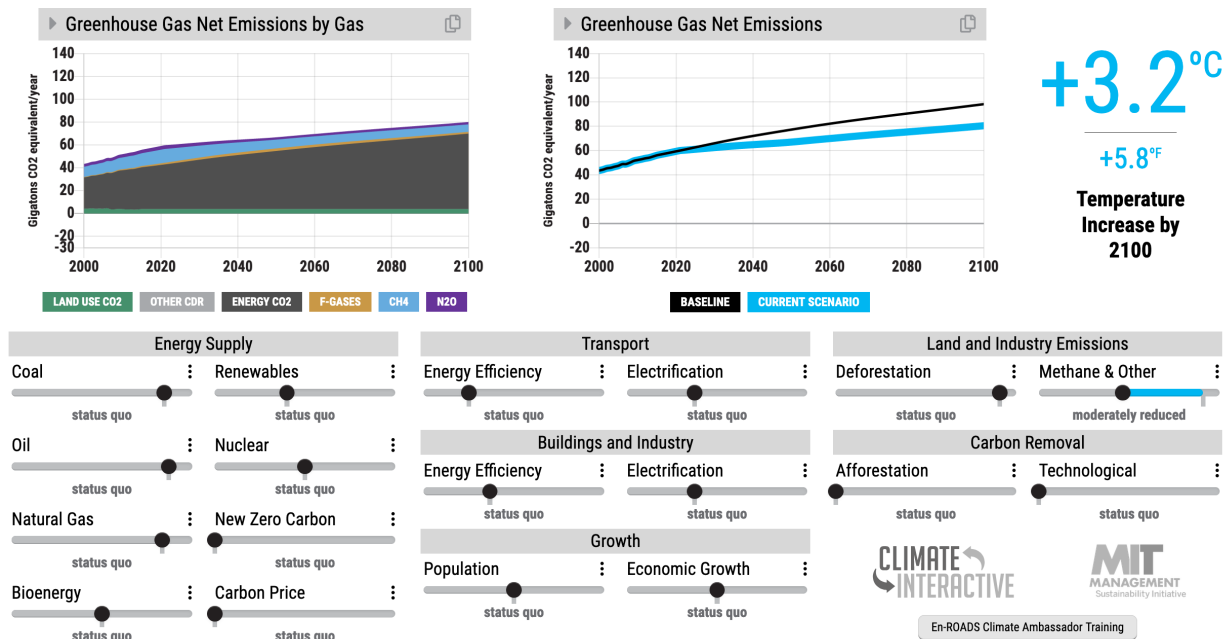 Greenhouse Gas Net Emissions by Gas
Gigatons CO2 equivalent/year
140
120
100
80
60
40
20
0
-20
-30
2000 2020 2040 2060 2080 2100
LAND USE CO2 OTHER CDR ENERGY CO2 F-GASES CH4 N2O
Greenhouse Gas Net Emissions
Gigatons CO2 equivalent/year
140
120
100
80
60
40
20
0
-20
2000 2020 2040 2060 2080 2100
BASELINE CURRENT SCENARIO
+3.2ºC
+5.8ºF
Temperature
Increase by
2100
Energy Supply
Coal
status quo
Renewables
status quo
Oil
status quo
Nuclear
status quo
Natural Gas
status quo
New Zero Carbon
status quo
Bioenergy
status quo
Carbon Price
status quo
Transport
Energy Efficiency
status quo
Electrification
status quo
Buildings and Industry
Energy Efficiency
status quo
Electrification
status quo
Growth
Population
status quo
Economic Growth
status quo
Land and Industry Emissions
Deforestation
status quo
Methane & Other
moderately reduced
Carbon Removal
Afforestation
status quo
Technological
status quo
CLIMATE
INTERACTIVE
MIT
MANAGEMENT
Sustainability Initiative
En-ROADS Climate Ambassador Training